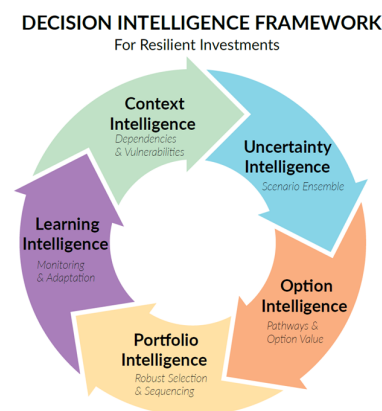 DECISION INTELLIGENCE FRAMEWORK
For Resilient Investments
Context
Intelligence
Dependencies
& Vulnerabilities
Uncertainty
Intelligence
Scenario Ensemble
Option
Intelligence
Pathways &
Option Value
Portfolio
Intelligence
Robust Selection
& Sequencing
Learning
Intelligence
Monitoring
& Adaptation